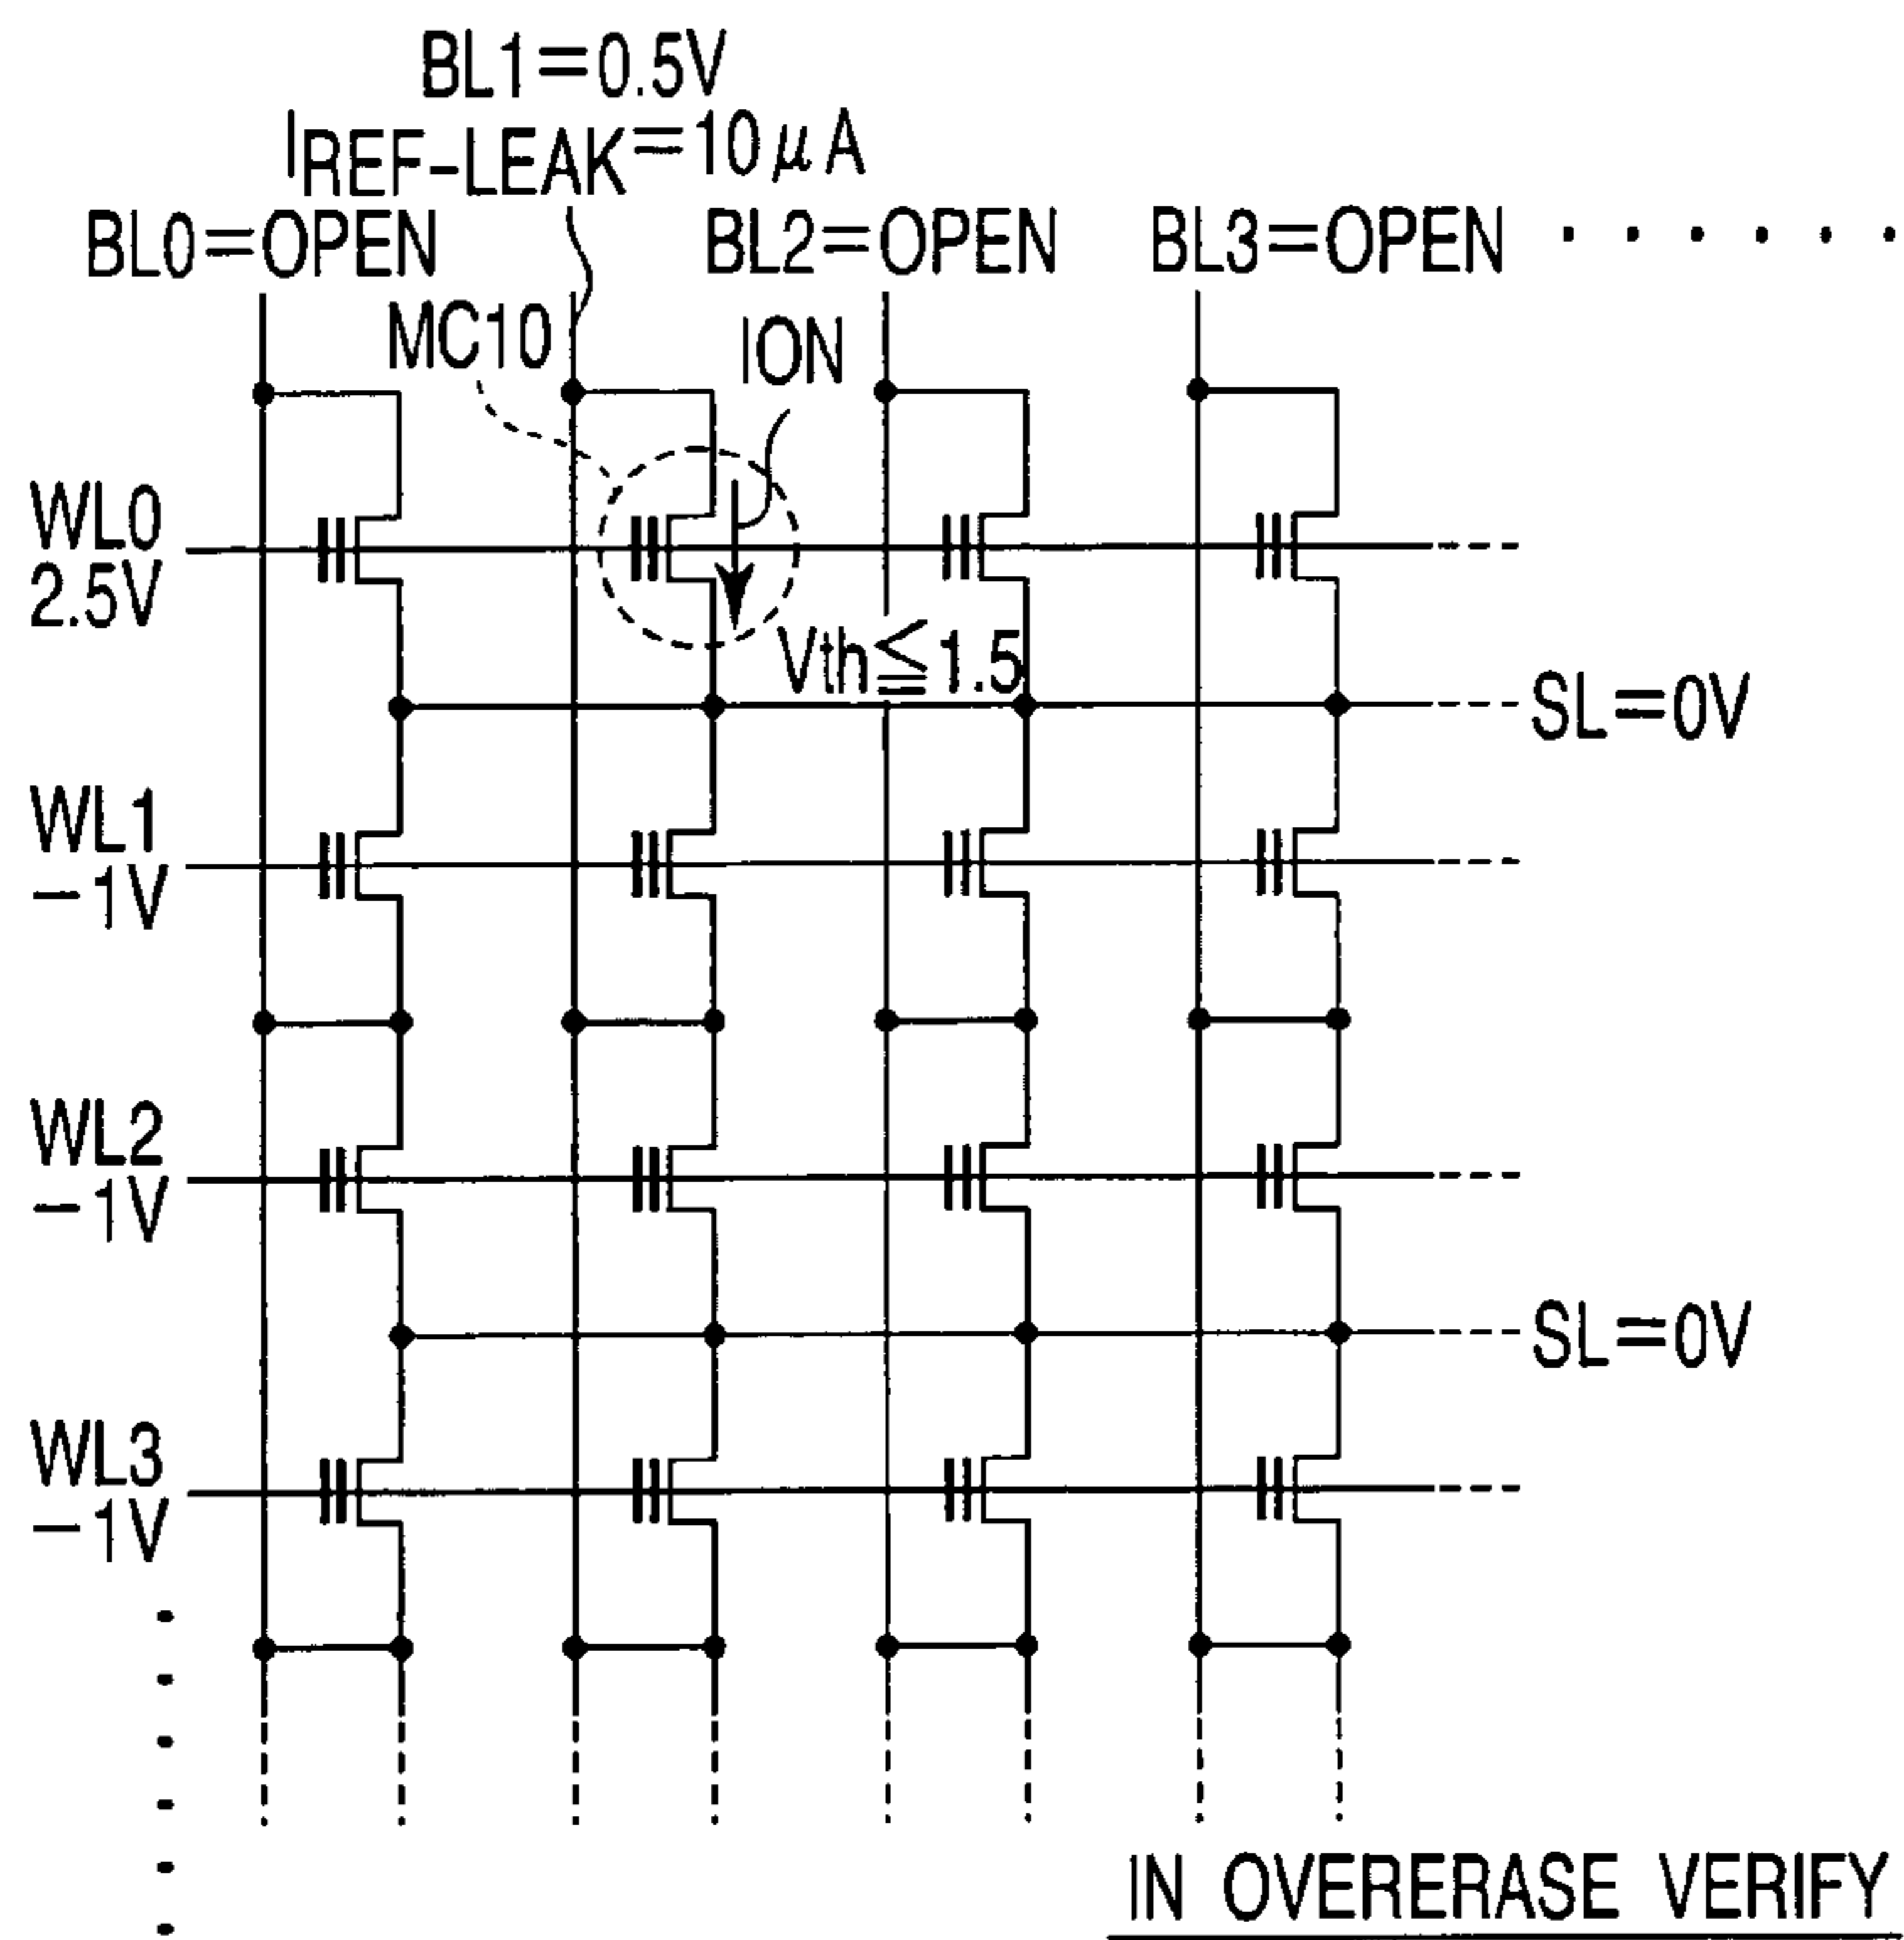 BL1=0.5V
IREF-LEAK=10μA
BL0=OPEN
BL2=OPEN
BL3=OPEN ・・・・・・
MC10
ION
WL0
2.5V
Vth≦1.5
SL=0V
WL1
−1V
WL2
−1V
SL=0V
WL3
−1V
IN OVERERASE VERIFY